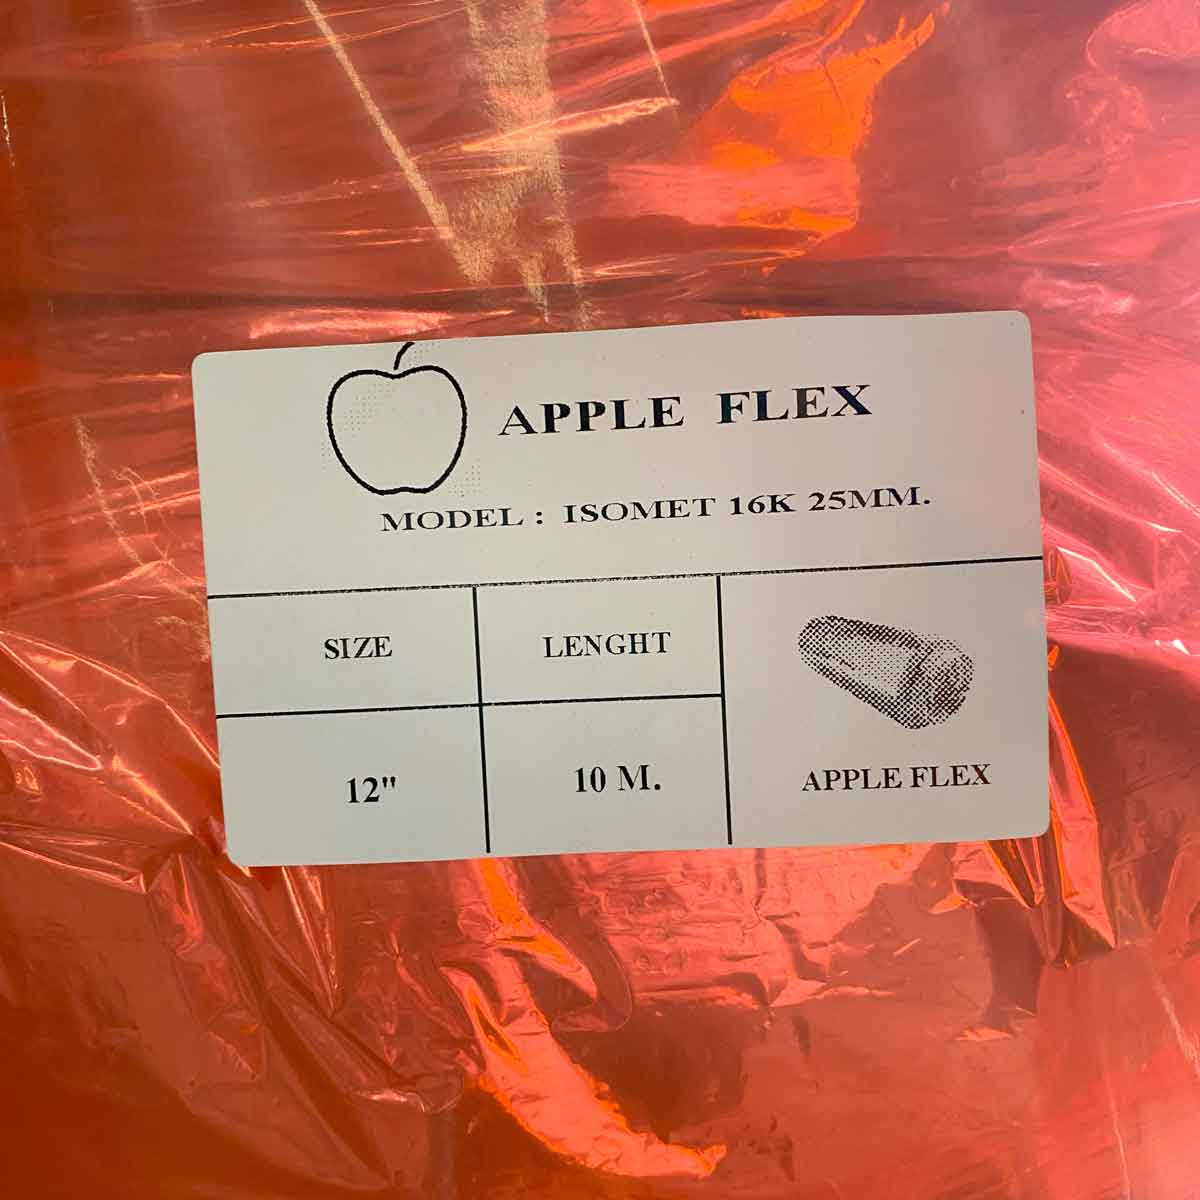 APPLE FLEX
MODEL : ISOMET 16K 25MM.
SIZE
LENGHT
12"
10 M.
APPLE FLEX